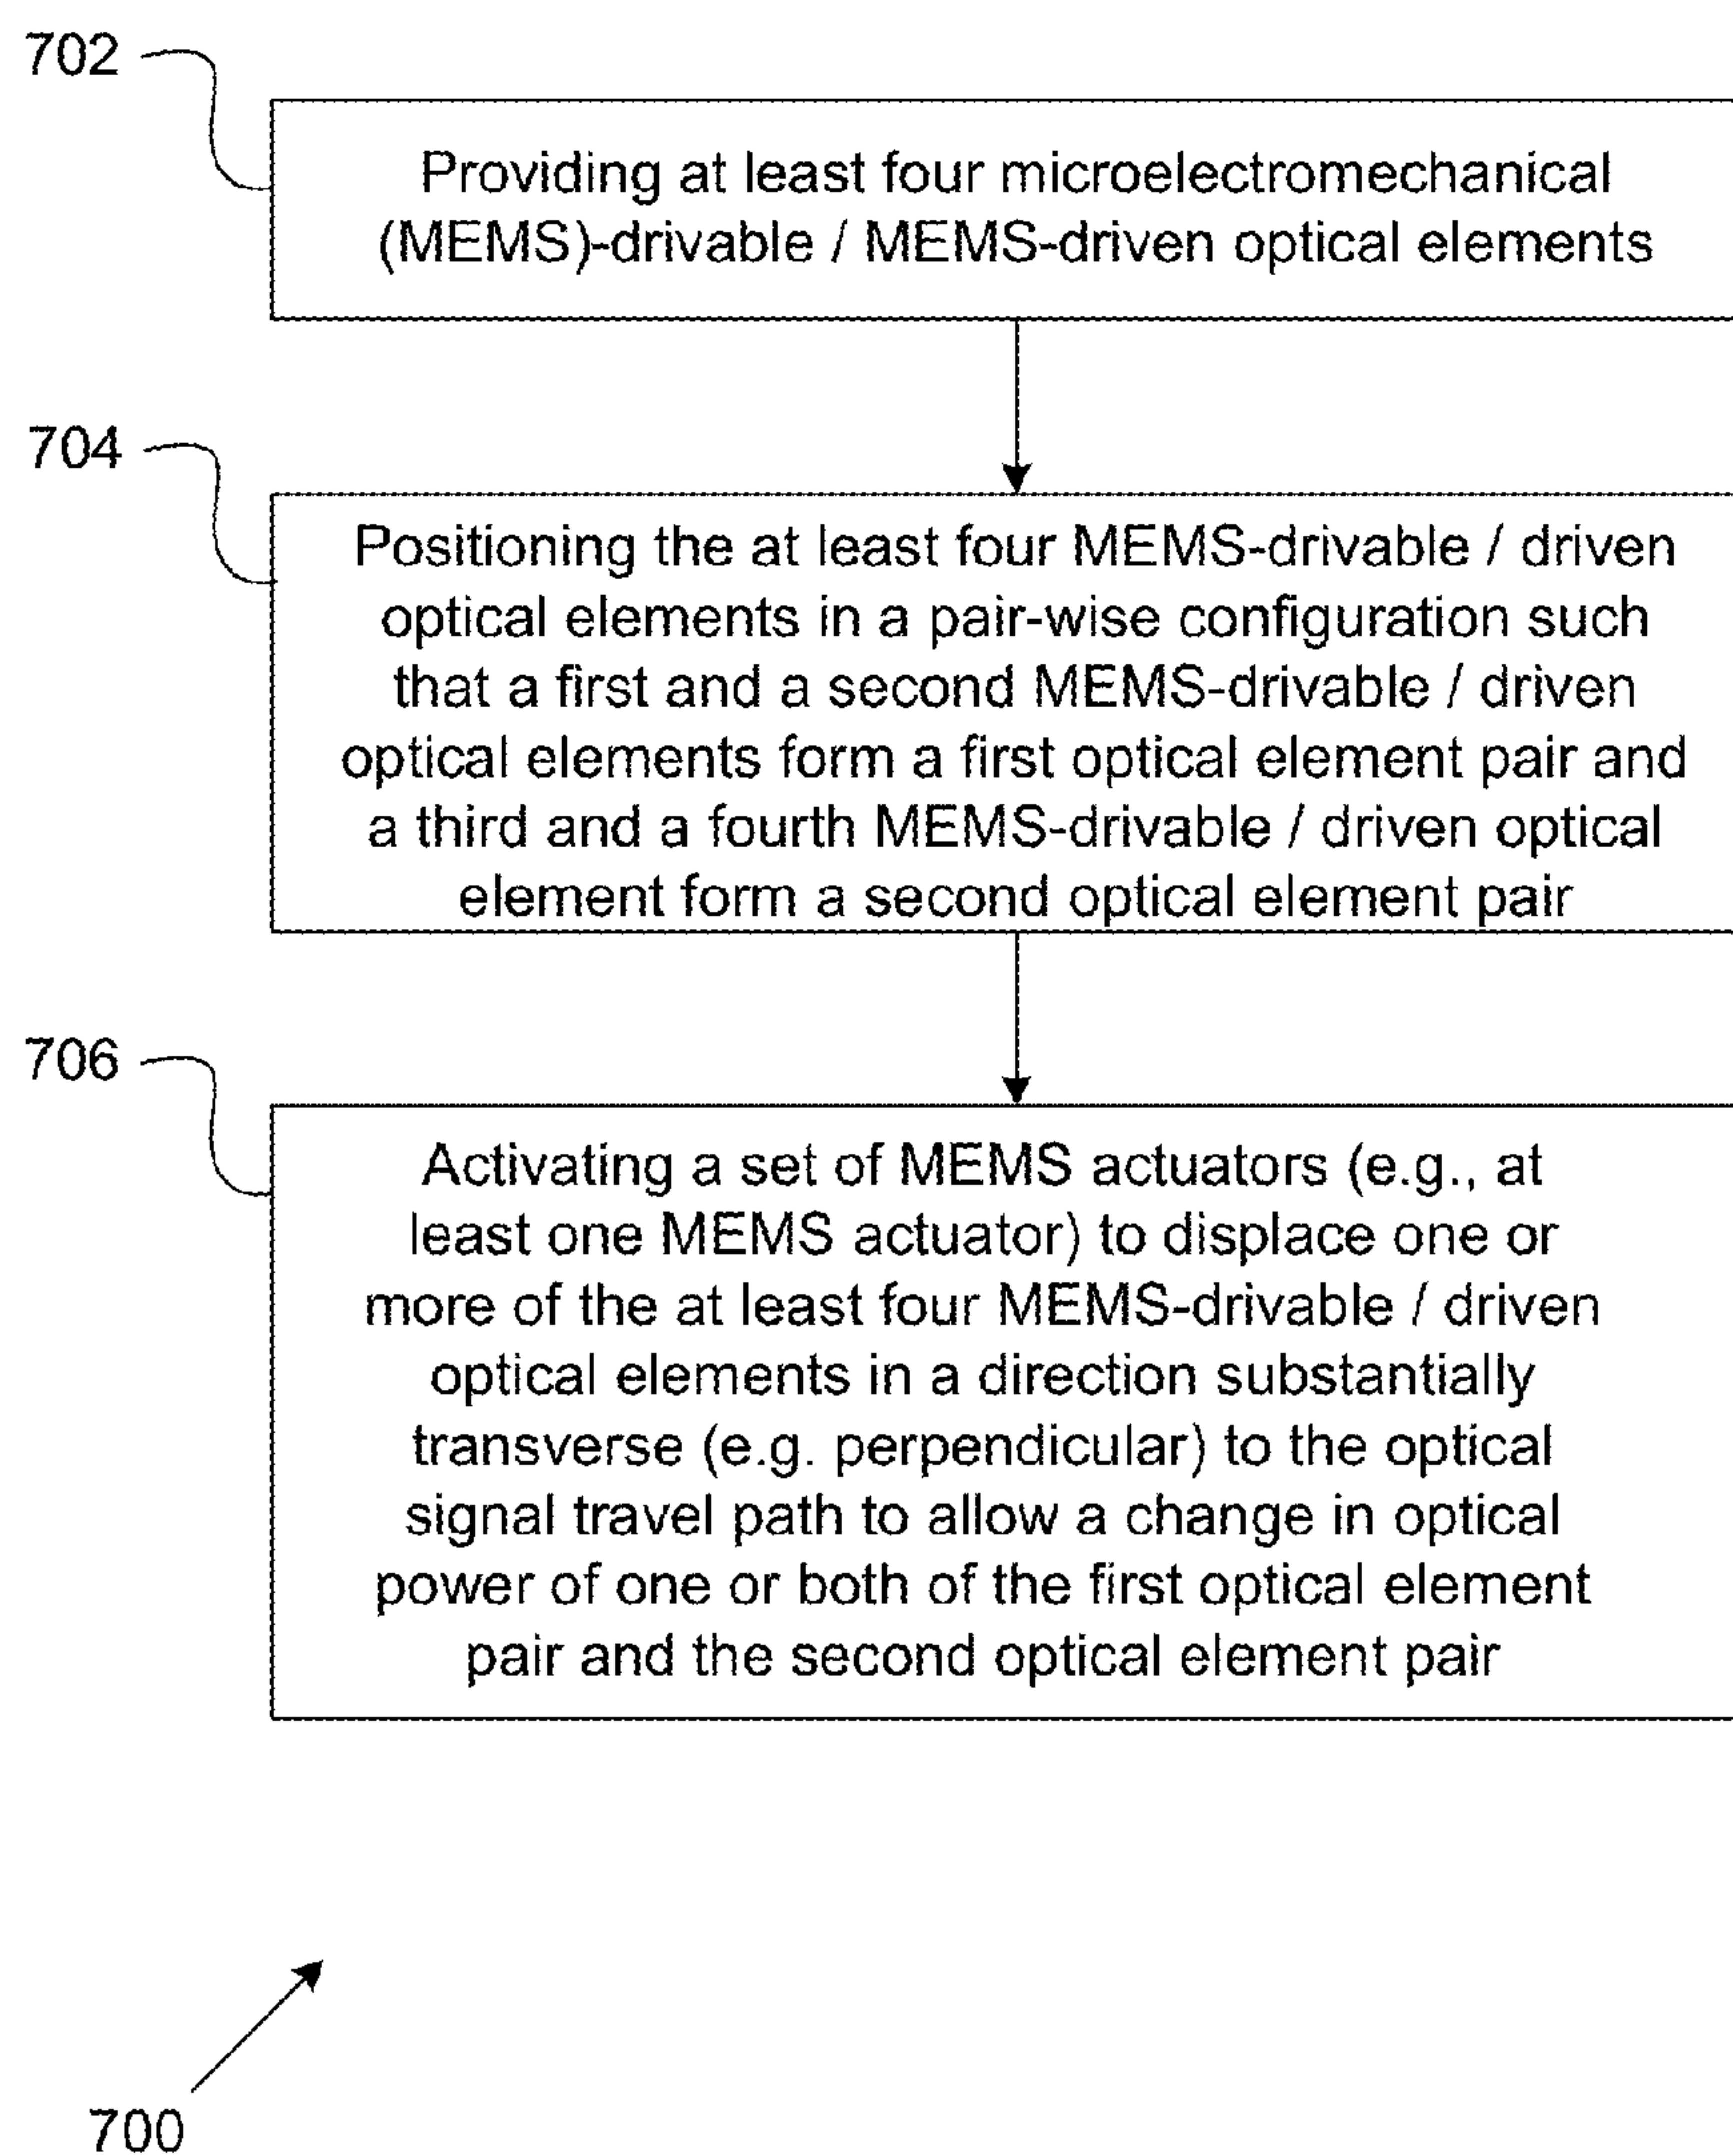 702
Providing at least four microelectromechanical
(MEMS)-drivable / MEMS-driven optical elements
704
Positioning the at least four MEMS-drivable / driven
optical elements in a pair-wise configuration such
that a first and a second MEMS-drivable / driven
optical elements form a first optical element pair and
a third and a fourth MEMS-drivable / driven optical
element form a second optical element pair
706
Activating a set of MEMS actuators (e.g., at
least one MEMS actuator) to displace one or
more of the at least four MEMS-drivable / driven
optical elements in a direction substantially
transverse (e.g. perpendicular) to the optical
signal travel path to allow a change in optical
power of one or both of the first optical element
pair and the second optical element pair
700